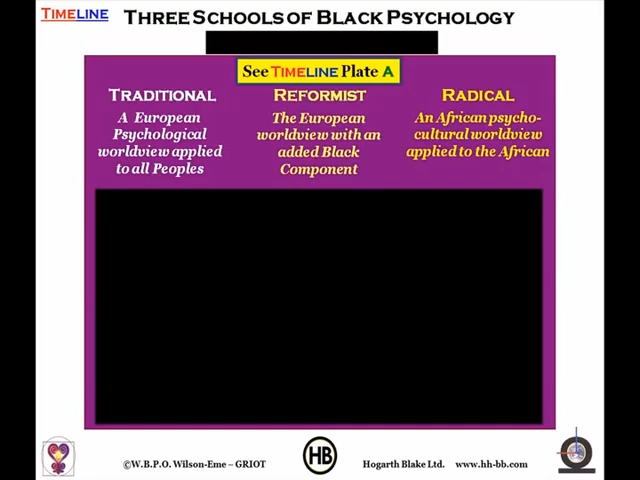 TIMELINE
THREE SCHOOLS OF BLACK PSYCHOLOGY
See TIMELINE Plate A
TRADITIONAL
A European
Psychological
worldview applied
to all Peoples
REFORMIST
The European
worldview with an
added Black
Component
RADICAL
An African psycho-
cultural worldview
applied to the African
©W.B.P.O. Wilson-Eme – GRIOT
HB
Hogarth Blake Ltd. www.hh-bb.com